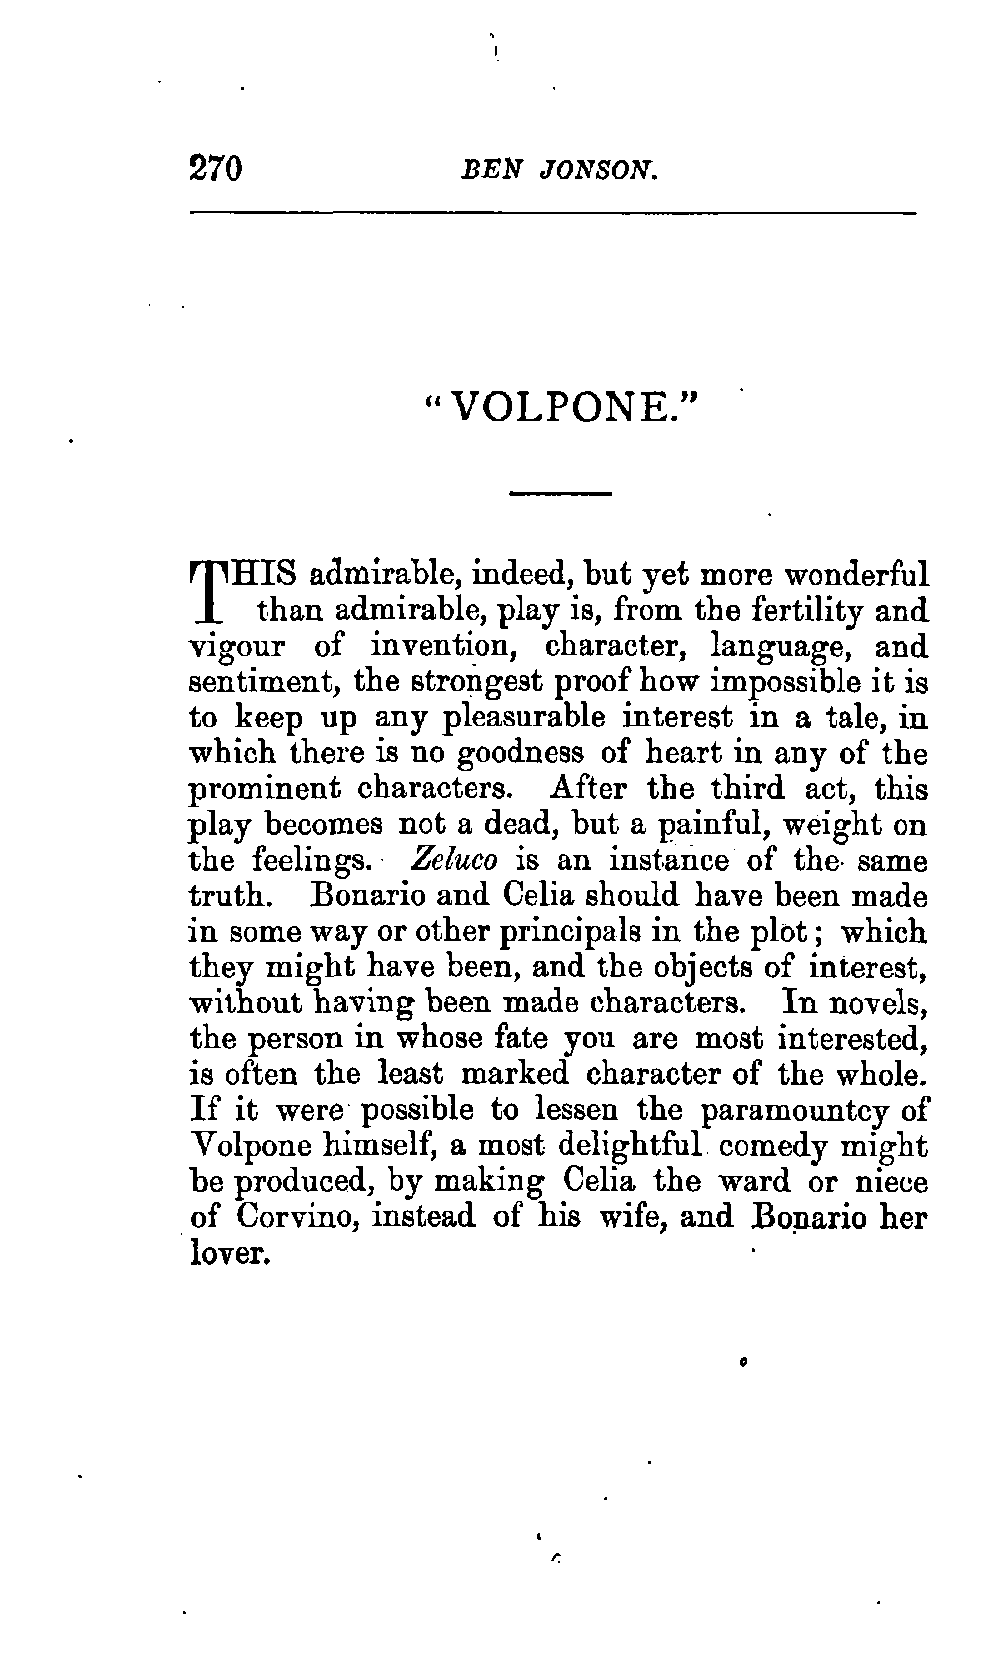 270 BEN JONSON.
"VOLPONE."
THIS admirable, indeed, but yet more wonderful
than admirable, play is, from the fertility and
vigour of invention, character, language, and
sentiment, the strongest proof how impossible it is
to keep up any pleasurable interest in a tale, in
which there is no goodness of heart in any of the
prominent characters. After the third act, this
play becomes not a dead, but a painful, weight on
the feelings. Zeluco is an instance of the same
truth. Bonario and Celia should have been made
in some way or other principals in the plot; which
they might have been, and the objects of interest,
without having been made characters. In novels,
the person in whose fate you are most interested,
is often the least marked character of the whole.
If it were possible to lessen the paramountcy of
Volpone himself, a most delightful comedy might
be produced, by making Celia the ward or niece
of Corvino, instead of his wife, and Bonario her
lover.